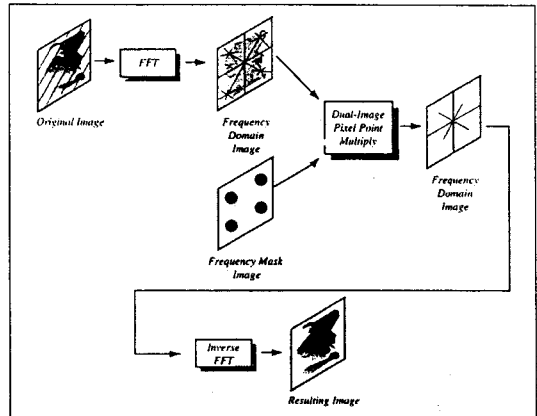 FFT
Original Image
Frequency
Domain
Image
Dual-Image
Pixel Point
Multiply
Frequency
Domain
Image
Frequency Mask
Image
Inverse
FFT
Resulting Image